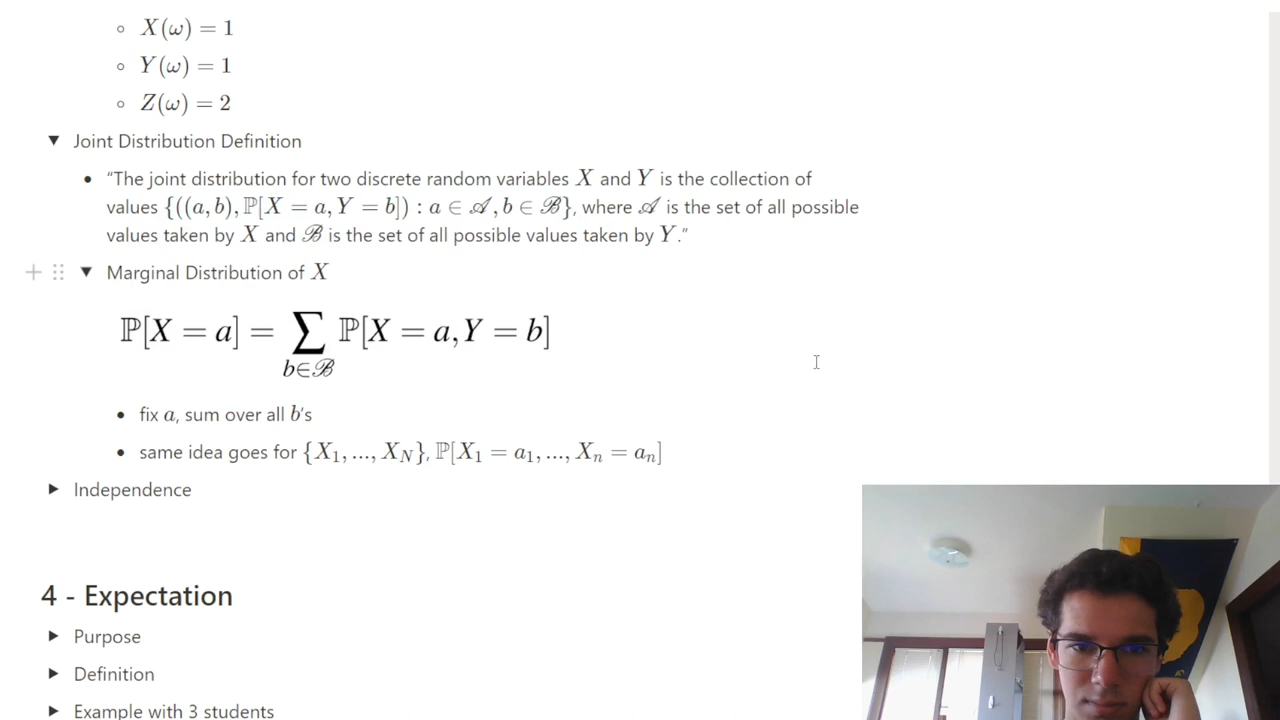 ◦ X(ω) = 1
◦ Y(ω) = 1
◦ Z(ω) = 2
▼ Joint Distribution Definition
• “The joint distribution for two discrete random variables X and Y is the collection of
values {((a, b), ℙ[X = a, Y = b]) : a ∈ 𝒜, b ∈ ℬ}, where 𝒜 is the set of all possible
values taken by X and ℬ is the set of all possible values taken by Y.”
▼ Marginal Distribution of X
ℙ[X = a] = ∑_{b∈ℬ} ℙ[X = a, Y = b]
• fix a, sum over all b's
• same idea goes for {X₁, ..., X_N}, ℙ[X₁ = a₁, ..., Xₙ = aₙ]
▶ Independence
4 - Expectation
▶ Purpose
▶ Definition
▶ Example with 3 students